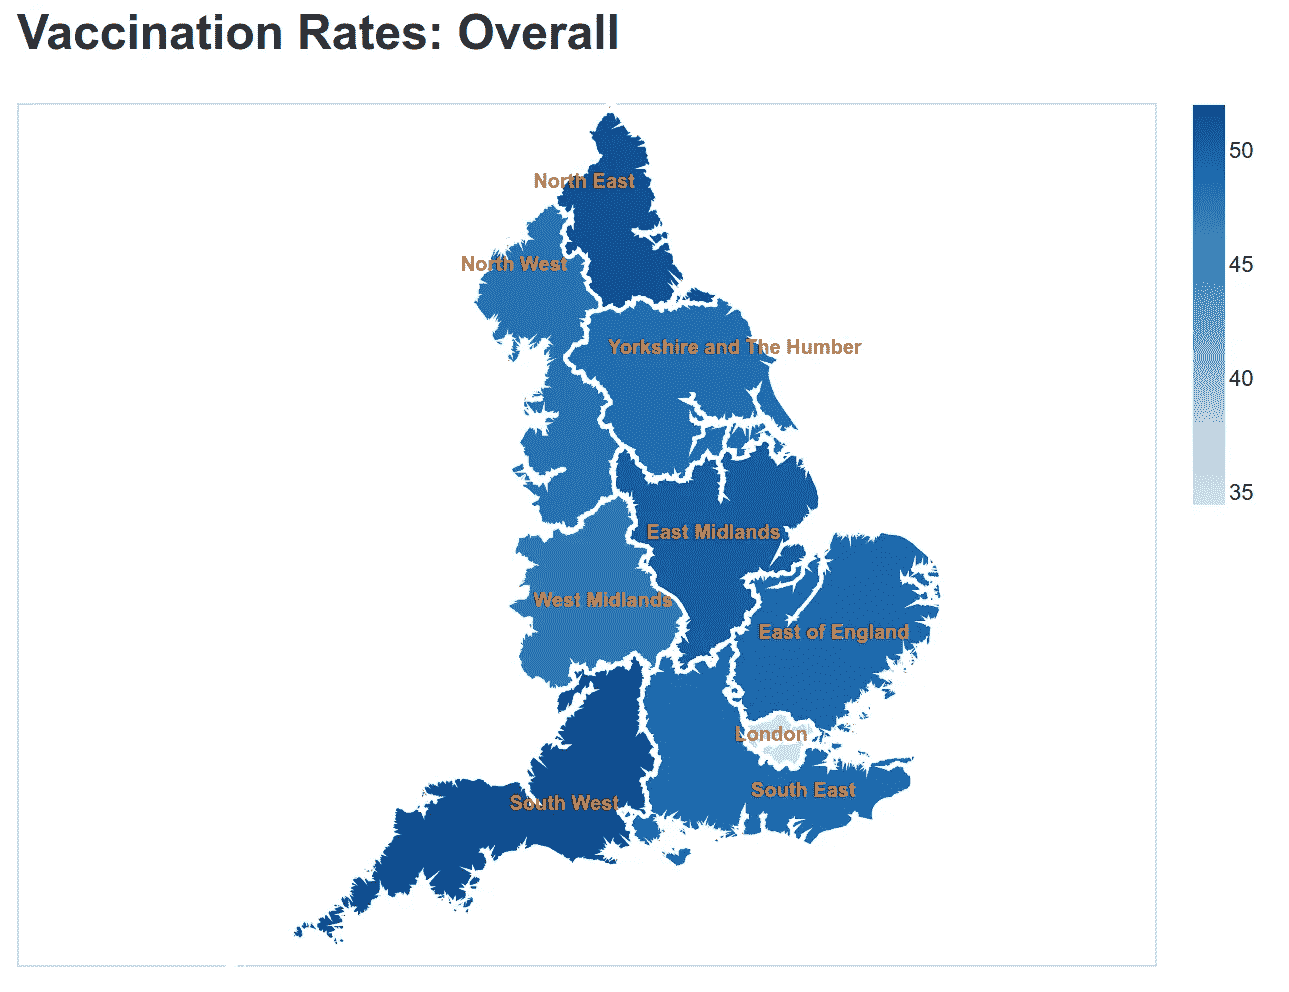 Vaccination Rates: Overall
50
45
40
35
North East
North West
Yorkshire and The Humber
East Midlands
West Midlands
East of England
London
South East
South West